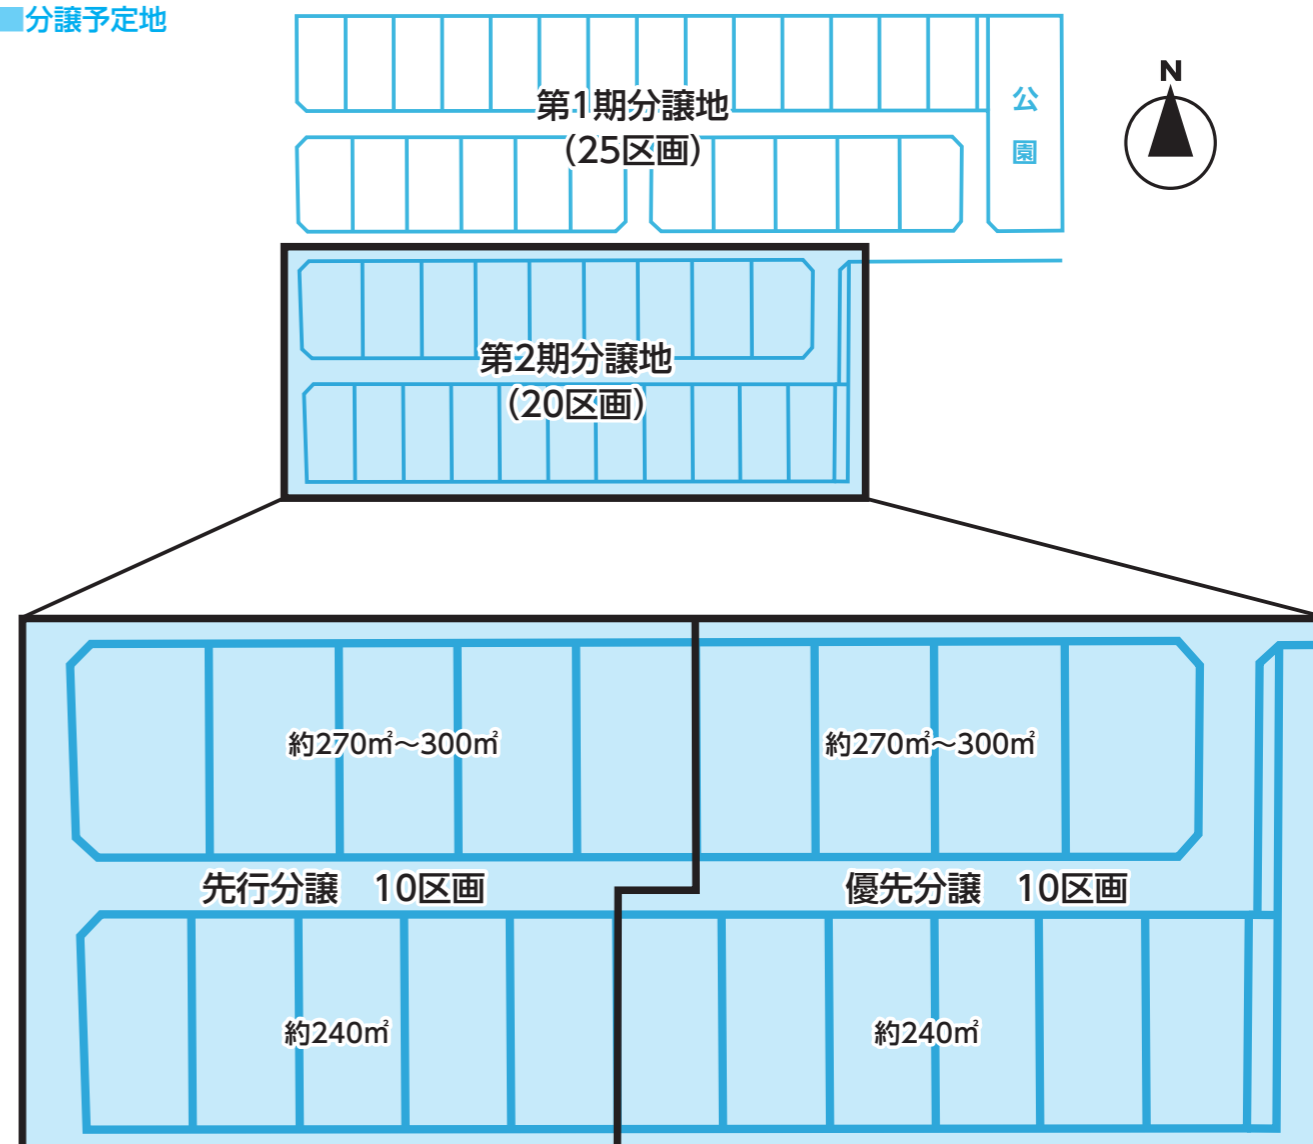 分譲予定地
第1期分譲地
(25区画)
公
園
N
第2期分譲地
(20区画)
約270㎡～300㎡
約270㎡～300㎡
先行分譲　10区画
優先分譲　10区画
約240㎡
約240㎡